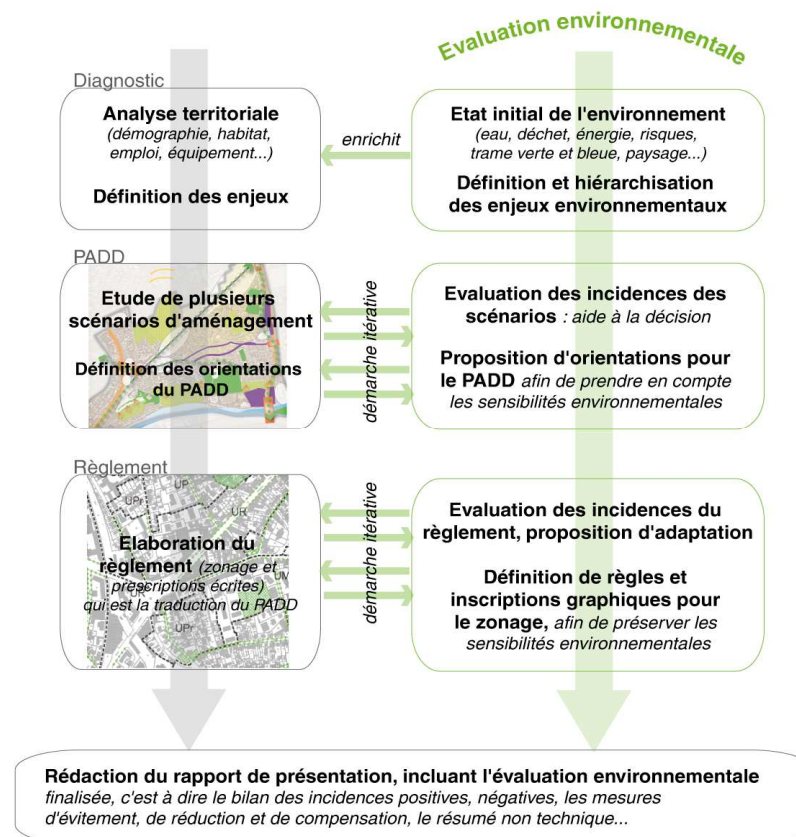 Evaluation environnementale
Diagnostic
Analyse territoriale
(démographie, habitat,
emploi, équipement...)
Définition des enjeux
enrichit
Etat initial de l'environnement
(eau, déchet, énergie, risques,
trame verte et bleue, paysage...)
Définition et hiérarchisation
des enjeux environnementaux
PADD
Etude de plusieurs
scénarios d'aménagement
Définition des orientations
du PADD
démarche itérative
Evaluation des incidences des
scénarios : aide à la décision
Proposition d'orientations pour
le PADD afin de prendre en compte
les sensibilités environnementales
Règlement
UP
UPr
UR
Elaboration du
règlement (zonage et
prescriptions écrites)
UM
UR
qui est la traduction du PADD
UPr
démarche itérative
Evaluation des incidences du
règlement, proposition d'adaptation
Définition de règles et
inscriptions graphiques pour
le zonage, afin de préserver les
sensibilités environnementales
Rédaction du rapport de présentation, incluant l'évaluation environnementale
finalisée, c'est à dire le bilan des incidences positives, négatives, les mesures
d'évitement, de réduction et de compensation, le résumé non technique...